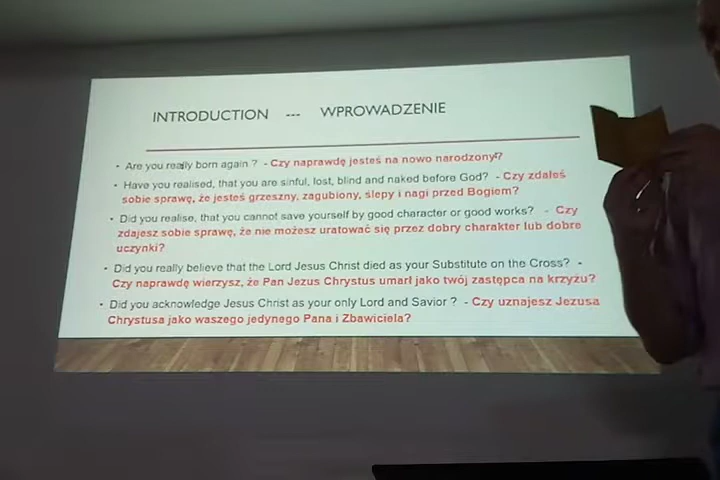 INTRODUCTION --- WPROWADZENIE
• Are you really born again ? - Czy naprawdę jesteś na nowo narodzony?
• Have you realised, that you are sinful, lost, blind and naked before God? - Czy zdałeś
sobie sprawę, że jesteś grzeszny, zagubiony, ślepy i nagi przed Bogiem?
• Did you realise, that you cannot save yourself by good character or good works? - Czy
zdajesz sobie sprawę, że nie możesz uratować się przez dobry charakter lub dobre
uczynki?
• Did you really believe that the Lord Jesus Christ died as your Substitute on the Cross? -
Czy naprawdę wierzysz, że Pan Jezus Chrystus umarł jako twój zastępca na krzyżu?
• Did you acknowledge Jesus Christ as your only Lord and Savior ? - Czy uznajesz Jezusa
Chrystusa jako waszego jedynego Pana i Zbawiciela?